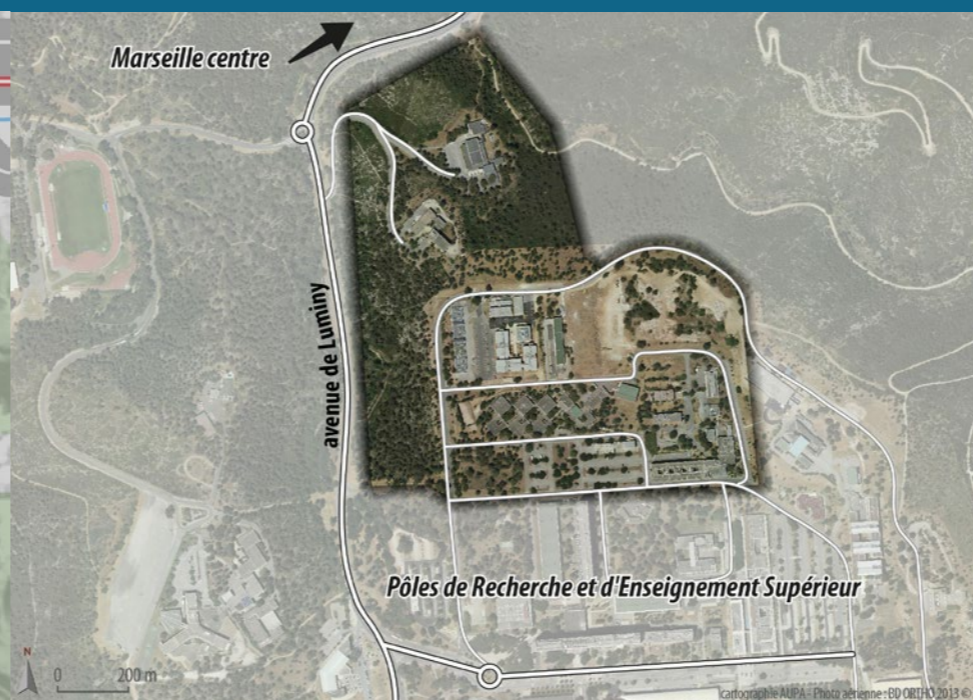 Marseille centre
avenue de Luminy
Pôles de Recherche et d'Enseignement Supérieur
N
0 200 m
cartographie AUPA - Photo aérienne : BD ORTHO 2013 ©